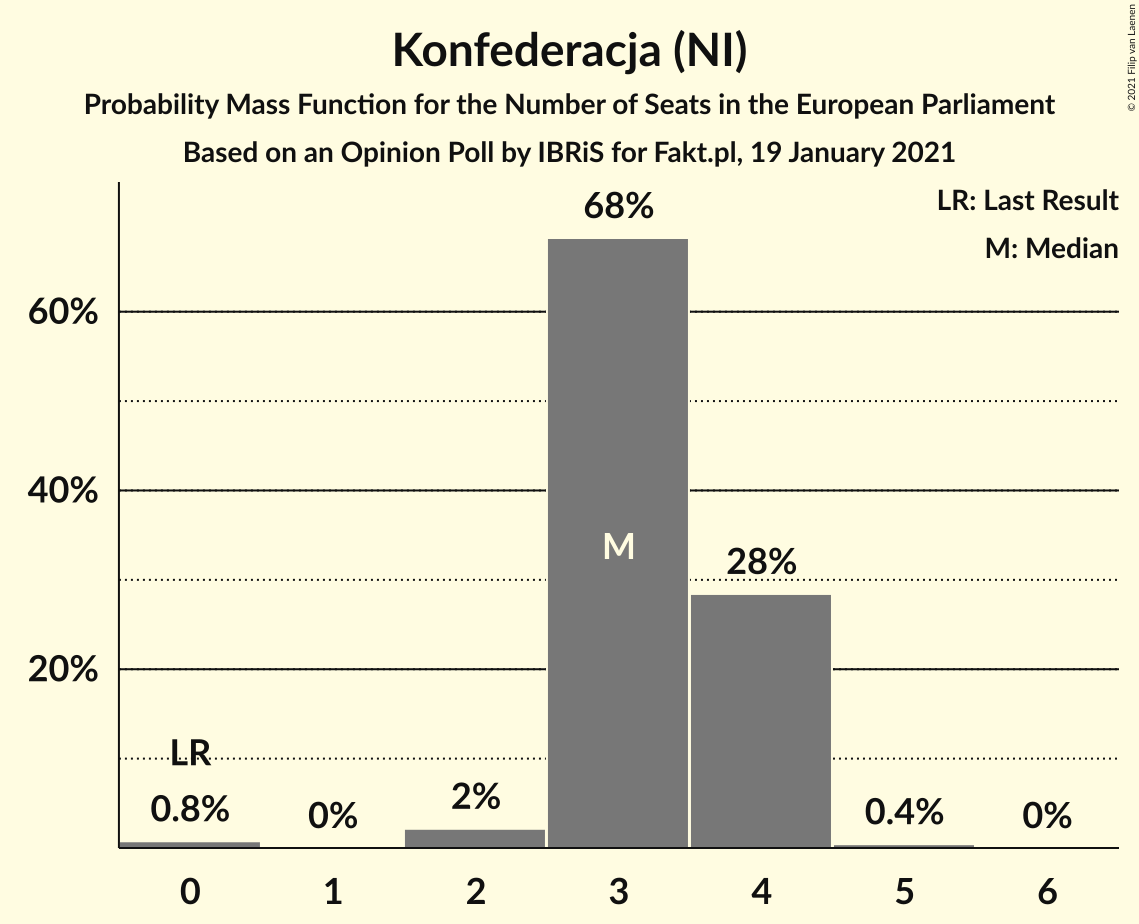 Konfederacja (NI)
Probability Mass Function for the Number of Seats in the European Parliament
Based on an Opinion Poll by IBRiS for Fakt.pl, 19 January 2021
© 2021 Filip van Laenen
LR: Last Result
M: Median
60%
40%
20%
68%
M
28%
LR
0.8%
0%
2%
0.4%
0%
0 1 2 3 4 5 6